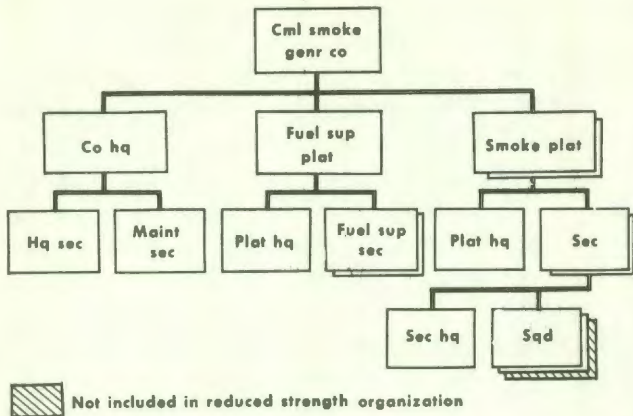 Cml smoke
genr co
Co hq
Fuel sup
plat
Smoke plat
Hq sec
Maint
sec
Plat hq
Fuel sup
sec
Plat hq
Sec
Sec hq
Sqd
Not included in reduced strength organization